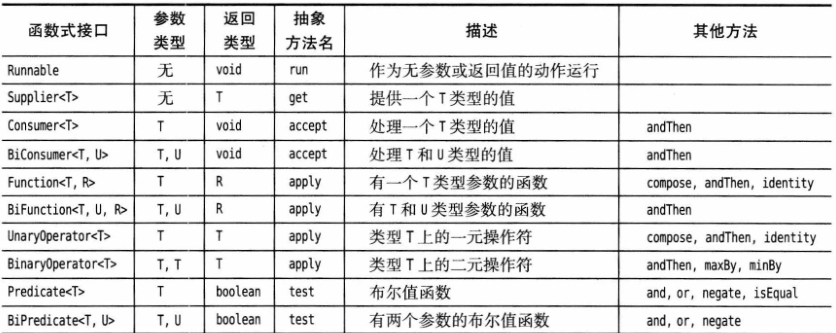 函数式接口 参数类型 返回类型 抽象方法名 描述 其他方法
Runnable 无 void run 作为无参数或返回值的动作运行
Supplier<T> 无 T get 提供一个 T 类型的值
Consumer<T> T void accept 处理一个 T 类型的值 andThen
BiConsumer<T, U> T, U void accept 处理 T 和 U 类型的值 andThen
Function<T, R> T R apply 有一个 T 类型参数的函数 compose, andThen, identity
BiFunction<T, U, R> T, U R apply 有 T 和 U 类型参数的函数 andThen
UnaryOperator<T> T T apply 类型 T 上的一元操作符 compose, andThen, identity
BinaryOperator<T> T, T T apply 类型 T 上的二元操作符 andThen, maxBy, minBy
Predicate<T> T boolean test 布尔值函数 and, or, negate, isEqual
BiPredicate<T, U> T, U boolean test 有两个参数的布尔值函数 and, or, negate